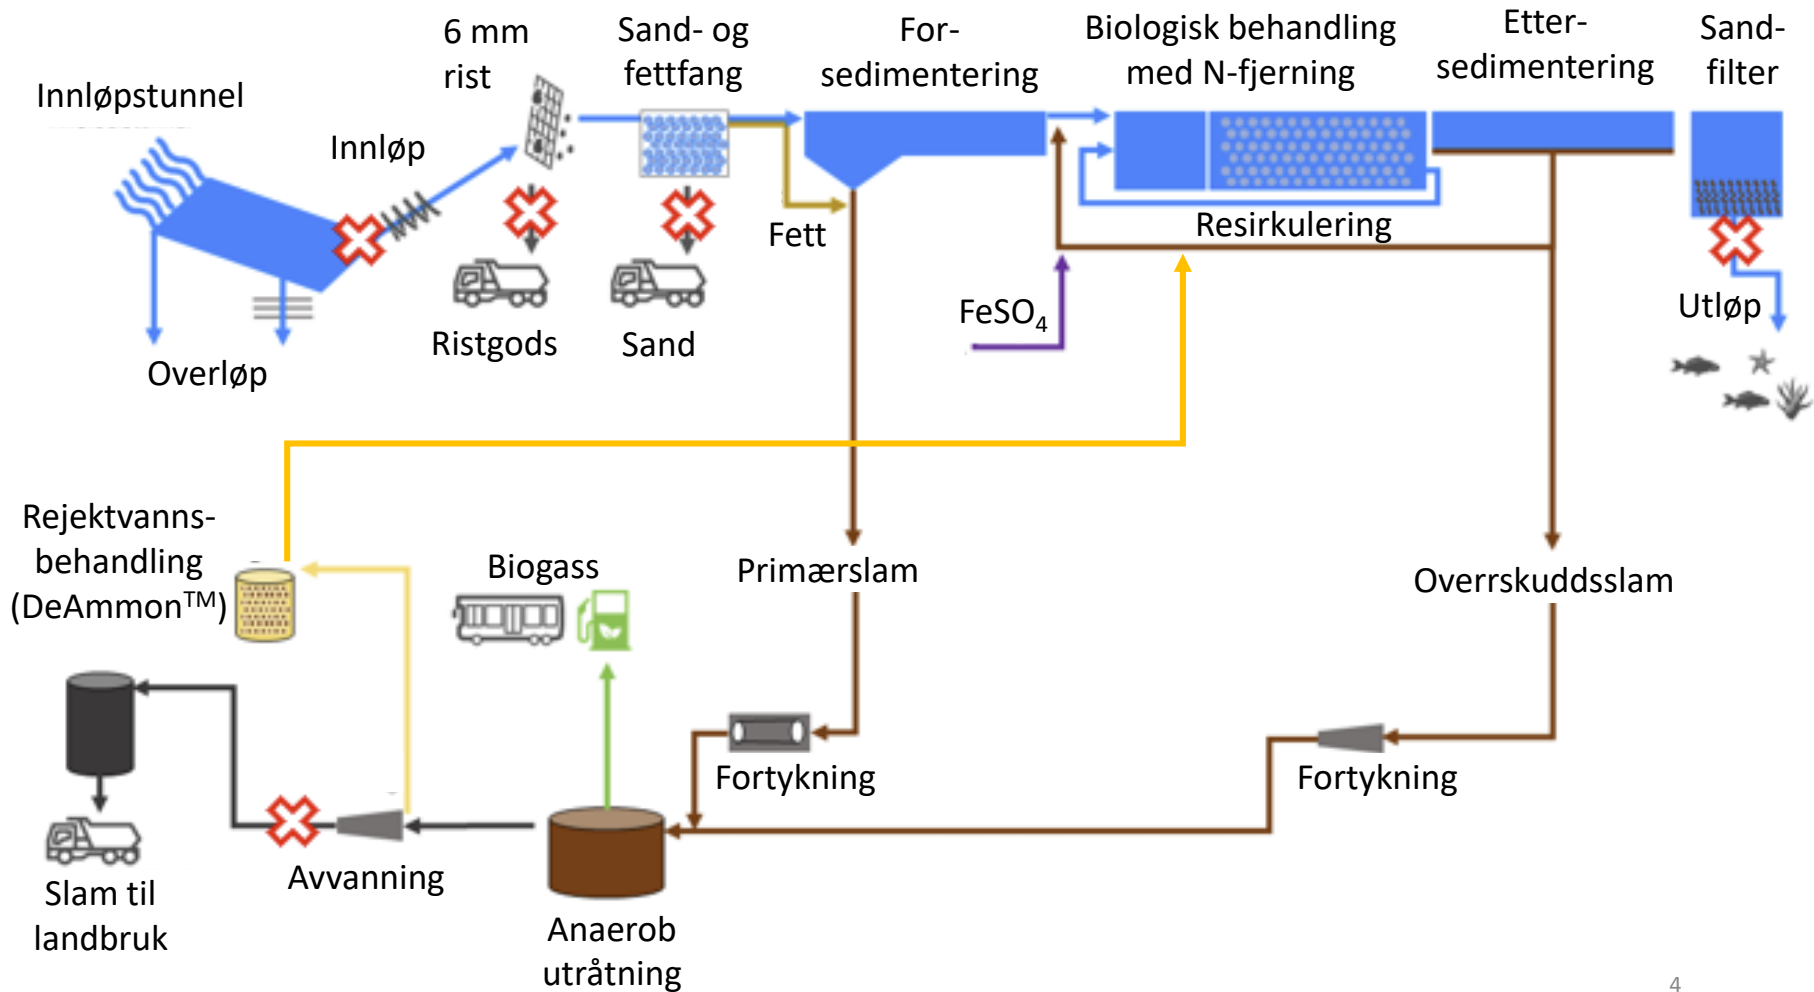 6 mm
rist
Sand- og
fettfang
For-
sedimentering
Biologisk behandling
med N-fjerning
Etter-
sedimentering
Sand-
filter
Innløpstunnel
Innløp
Fett
Resirkulering
FeSO₄
Utløp
Ristgods
Sand
Overløp
Rejektvanns-
behandling
(DeAmmon™)
Biogass
Primærslam
Overrskuddsslam
Fortykning
Fortykning
Avvanning
Slam til
landbruk
Anaerob
utråtning
4